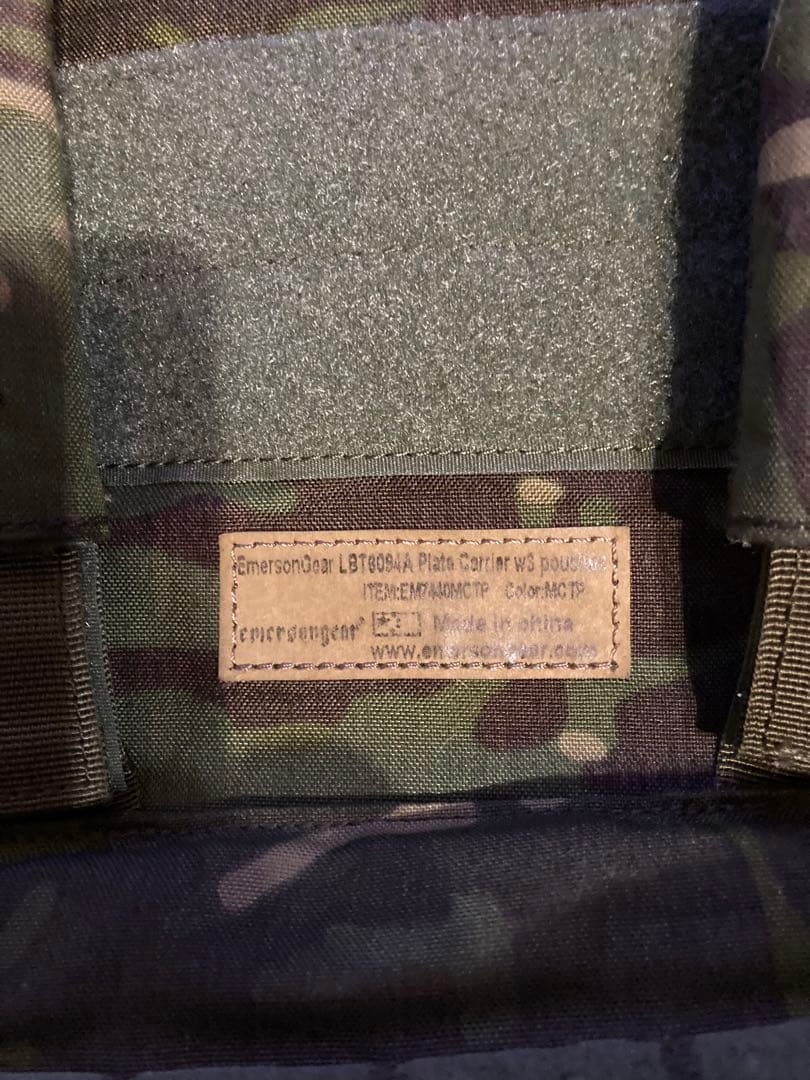 EmersonGear LBT6094A Plate Carrier w3 pouches
ITEM:EM7440MCTP Color:MCTP
emersongear Made in china
www.emersongear.com